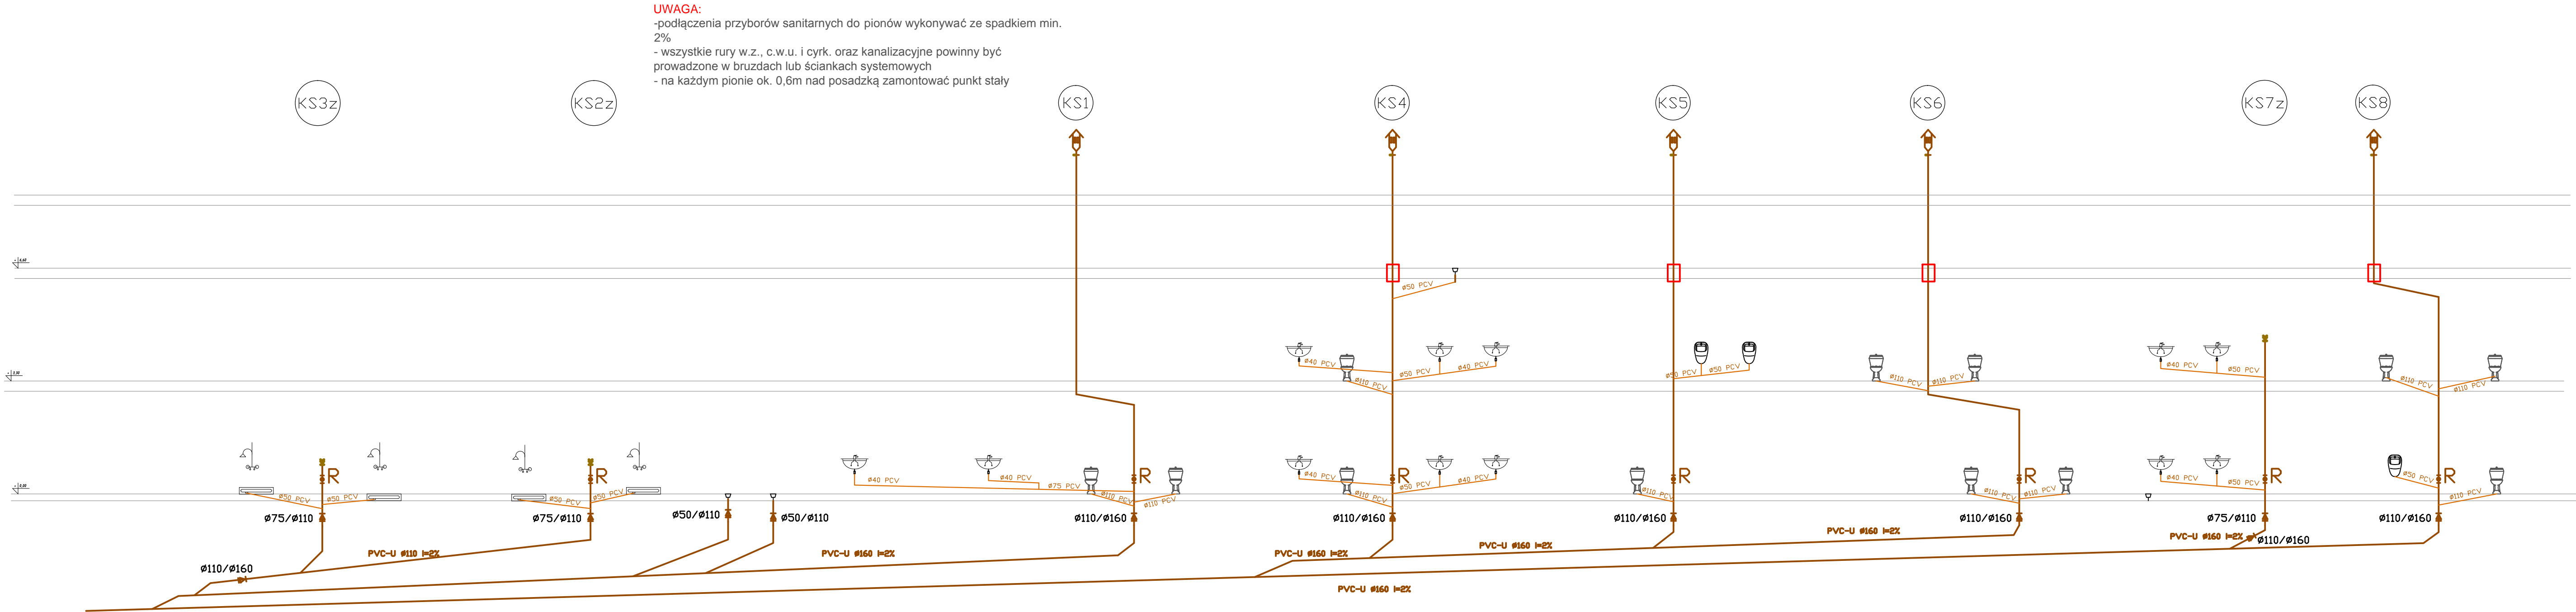 UWAGA:
-podłączenia przyborów sanitarnych do pionów wykonywać ze spadkiem min.
2%
- wszystkie rury w.z., c.w.u. i cyrk. oraz kanalizacyjne powinny być
prowadzone w bruzdach lub ściankach systemowych
- na każdym pionie ok. 0,6m nad posadzką zamontować punkt stały
KS3z
KS2z
KS1
KS4
KS5
KS6
KS7z
KS8
ø50 PCV
ø40 PCV
ø110 PCV
ø50 PCV
ø40 PCV
ø50 PCV
ø50 PCV
ø110 PCV
ø110 PCV
ø40 PCV
ø50 PCV
ø110 PCV
ø110 PCV
R
R
R
R
R
R
R
R
ø50 PCV
ø50 PCV
ø50 PCV
ø50 PCV
ø40 PCV
ø40 PCV
ø75 PCV
ø110 PCV
ø110 PCV
ø40 PCV
ø110 PCV
ø50 PCV
ø40 PCV
ø110 PCV
ø110 PCV
ø110 PCV
ø40 PCV
ø50 PCV
ø50 PCV
ø110 PCV
ø75/ø110
ø75/ø110
ø50/ø110
ø50/ø110
ø110/ø160
ø110/ø160
ø110/ø160
ø110/ø160
ø75/ø110
ø110/ø160
PVC-U ø110 i=2%
PVC-U ø160 i=2%
PVC-U ø160 i=2%
PVC-U ø160 i=2%
PVC-U ø160 i=2%
PVC-U ø160 i=2%
ø110/ø160
ø110/ø160
PVC-U ø160 i=2%